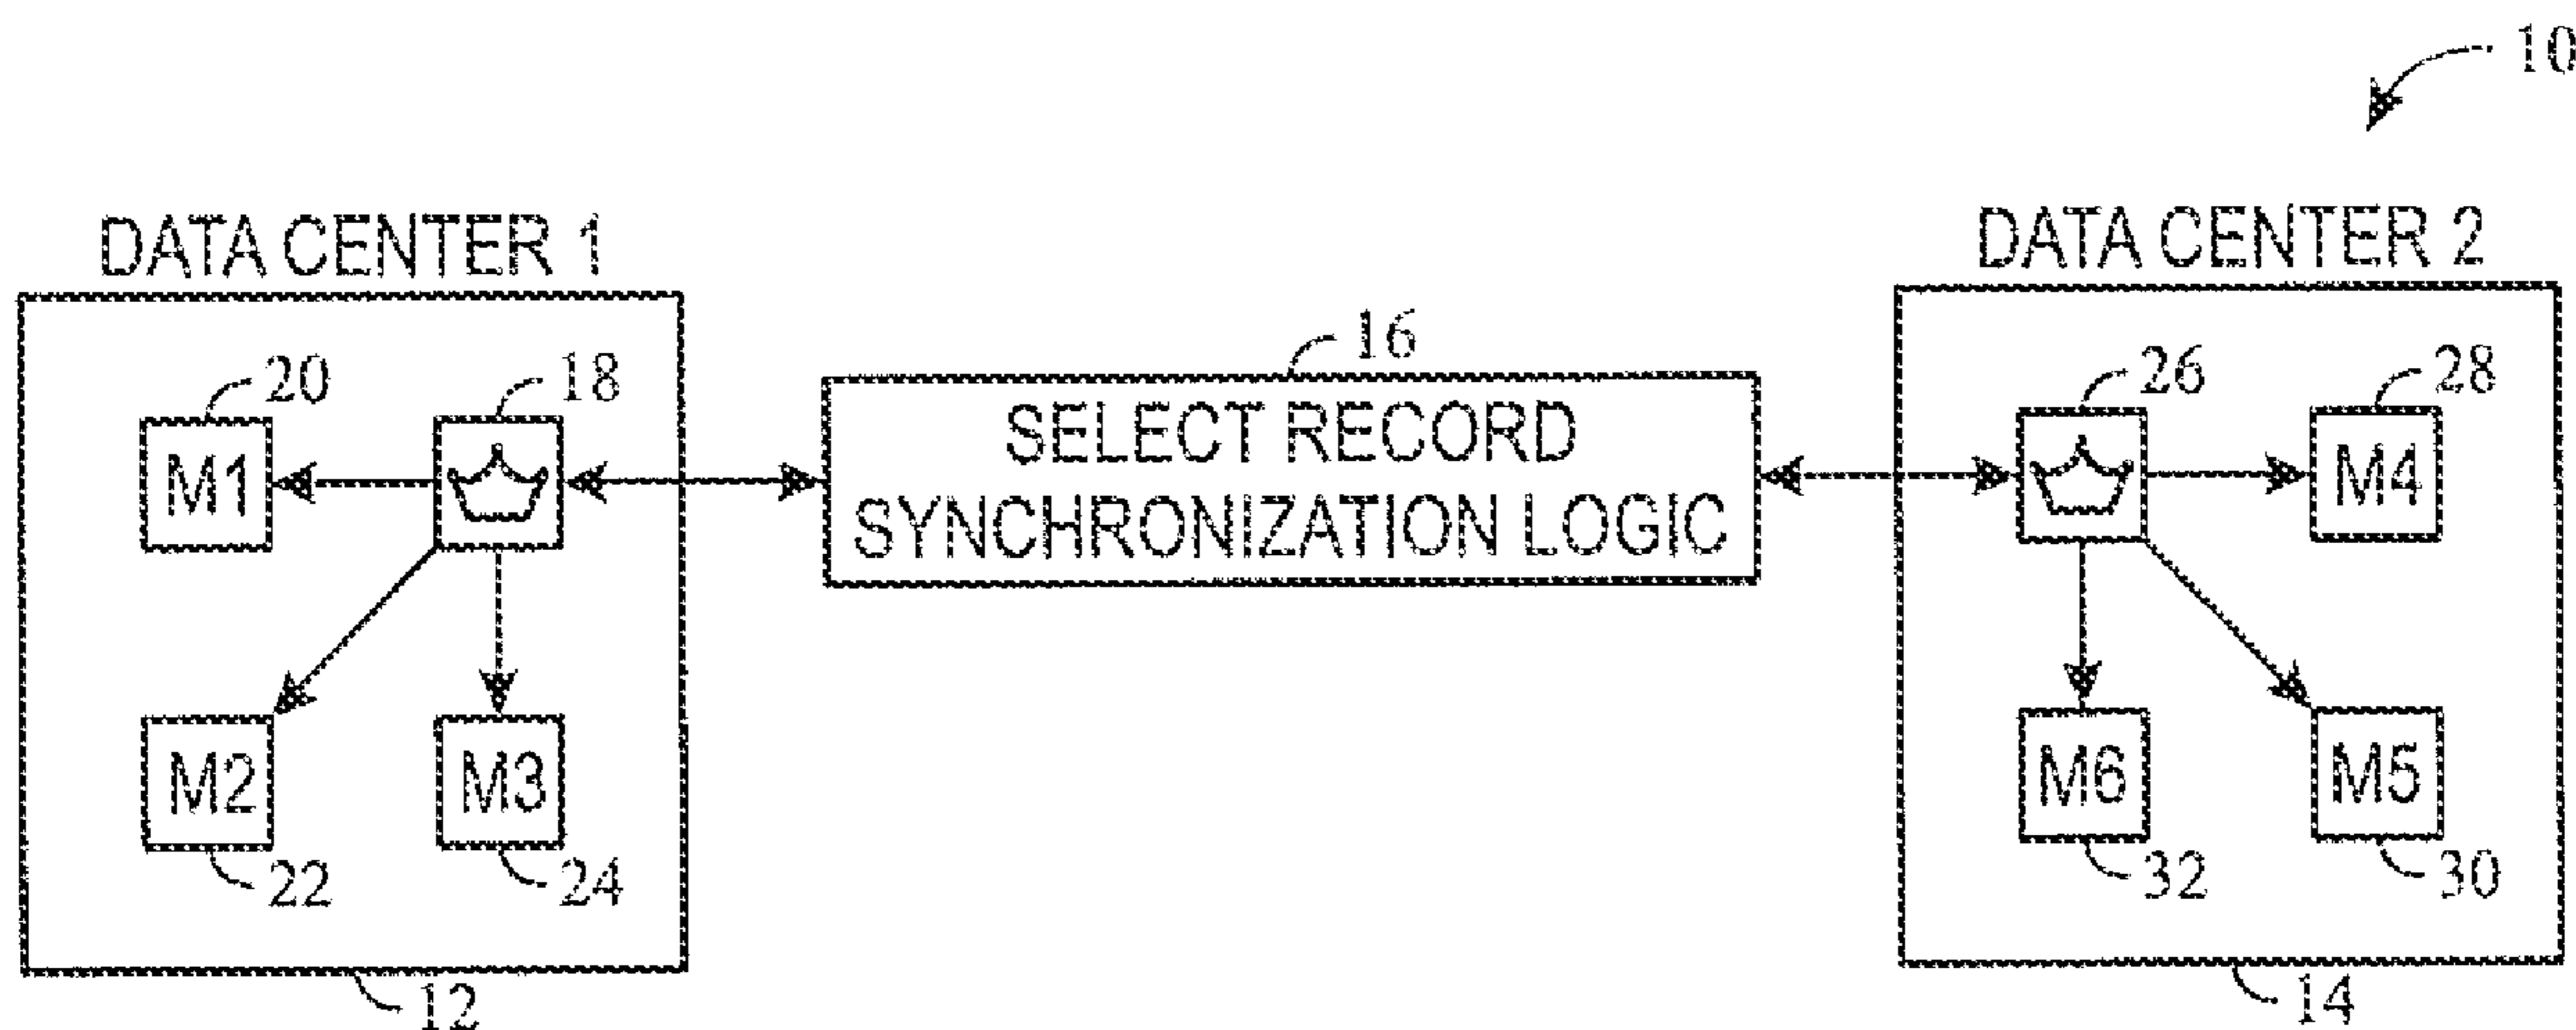 10
DATA CENTER 1
DATA CENTER 2
16
20
18
26
28
SELECT RECORD
SYNCHRONIZATION LOGIC
M1
M4
M2
M3
M6
M5
22
24
32
30
12
14